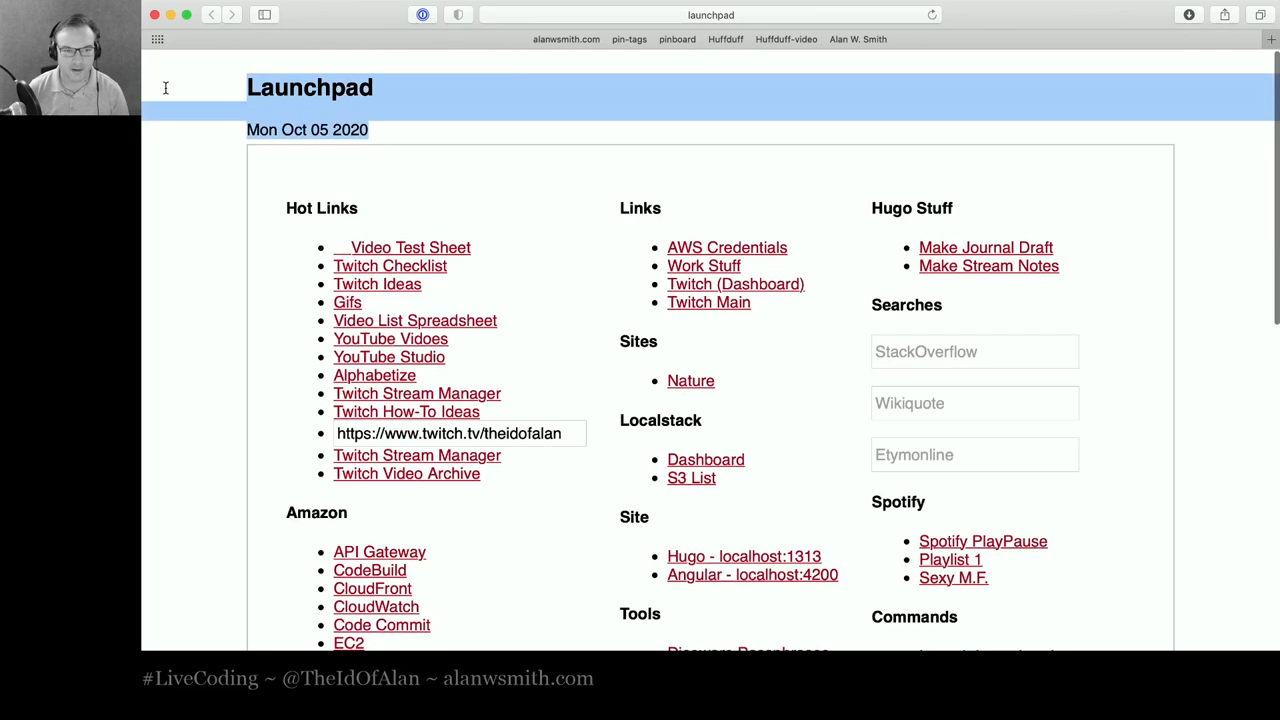 launchpad
alanwsmith.com pin-tags pinboard Huffduff Huffduff-video Alan W. Smith
Launchpad
Mon Oct 05 2020
Hot Links
__Video Test Sheet
Twitch Checklist
Twitch Ideas
Gifs
Video List Spreadsheet
YouTube Vidoes
YouTube Studio
Alphabetize
Twitch Stream Manager
Twitch How-To Ideas
https://www.twitch.tv/theidofalan
Twitch Stream Manager
Twitch Video Archive
Amazon
API Gateway
CodeBuild
CloudFront
CloudWatch
Code Commit
EC2
Links
AWS Credentials
Work Stuff
Twitch (Dashboard)
Twitch Main
Sites
Nature
Localstack
Dashboard
S3 List
Site
Hugo - localhost:1313
Angular - localhost:4200
Tools
Hugo Stuff
Make Journal Draft
Make Stream Notes
Searches
StackOverflow
Wikiquote
Etymonline
Spotify
Spotify PlayPause
Playlist 1
Sexy M.F.
Commands
#LiveCoding ~ @TheIdOfAlan ~ alanwsmith.com